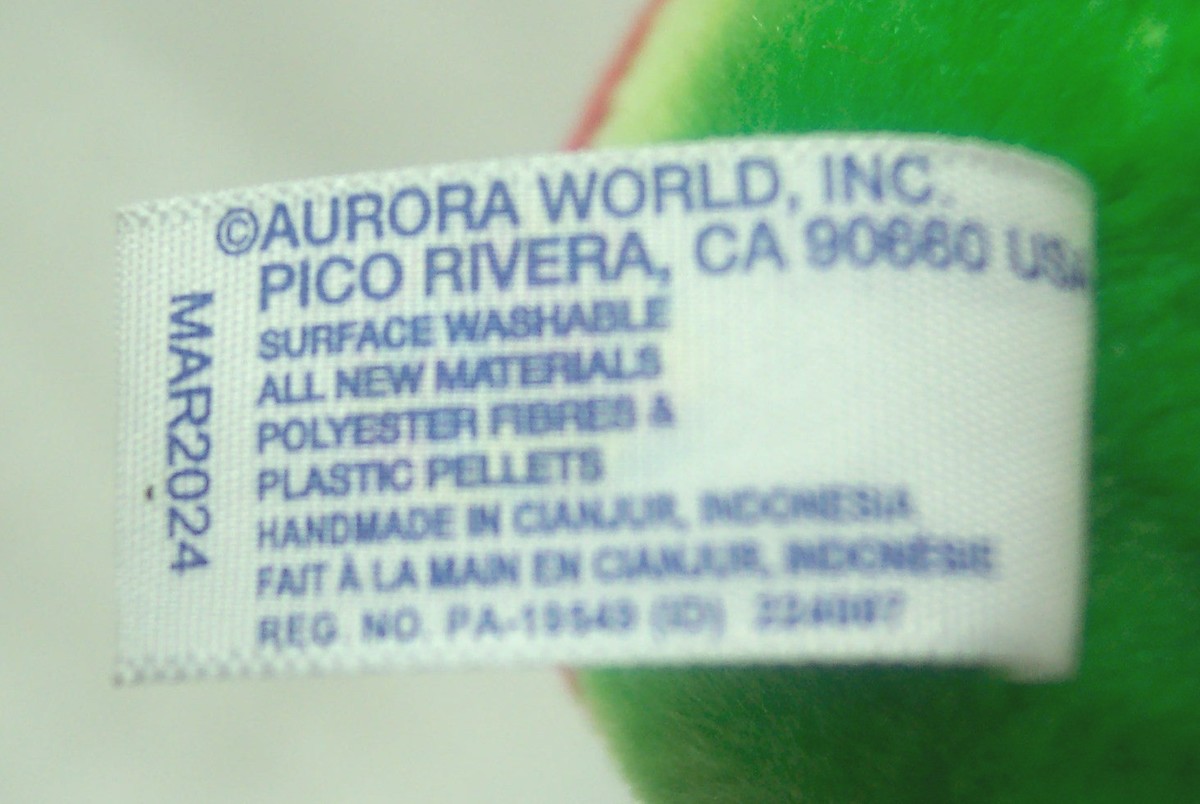 ©AURORA WORLD, INC.
PICO RIVERA, CA 90660 USA
SURFACE WASHABLE
ALL NEW MATERIALS
POLYESTER FIBRES &
PLASTIC PELLETS
HANDMADE IN CIANJUR, INDONESIA
FAIT À LA MAIN EN CIANJUR, INDONÉSIE
REG. NO. PA-19549 (ID)
MAR2024